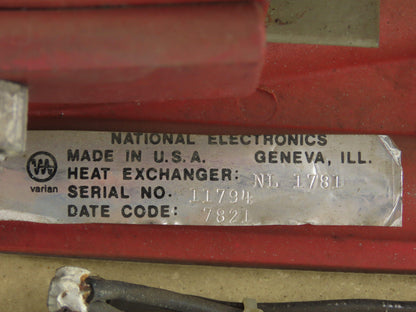 NATIONAL ELECTRONICS
MADE IN U.S.A. GENEVA, ILL.
HEAT EXCHANGER: NL 1781
varian
SERIAL NO. 11794
DATE CODE: 7821